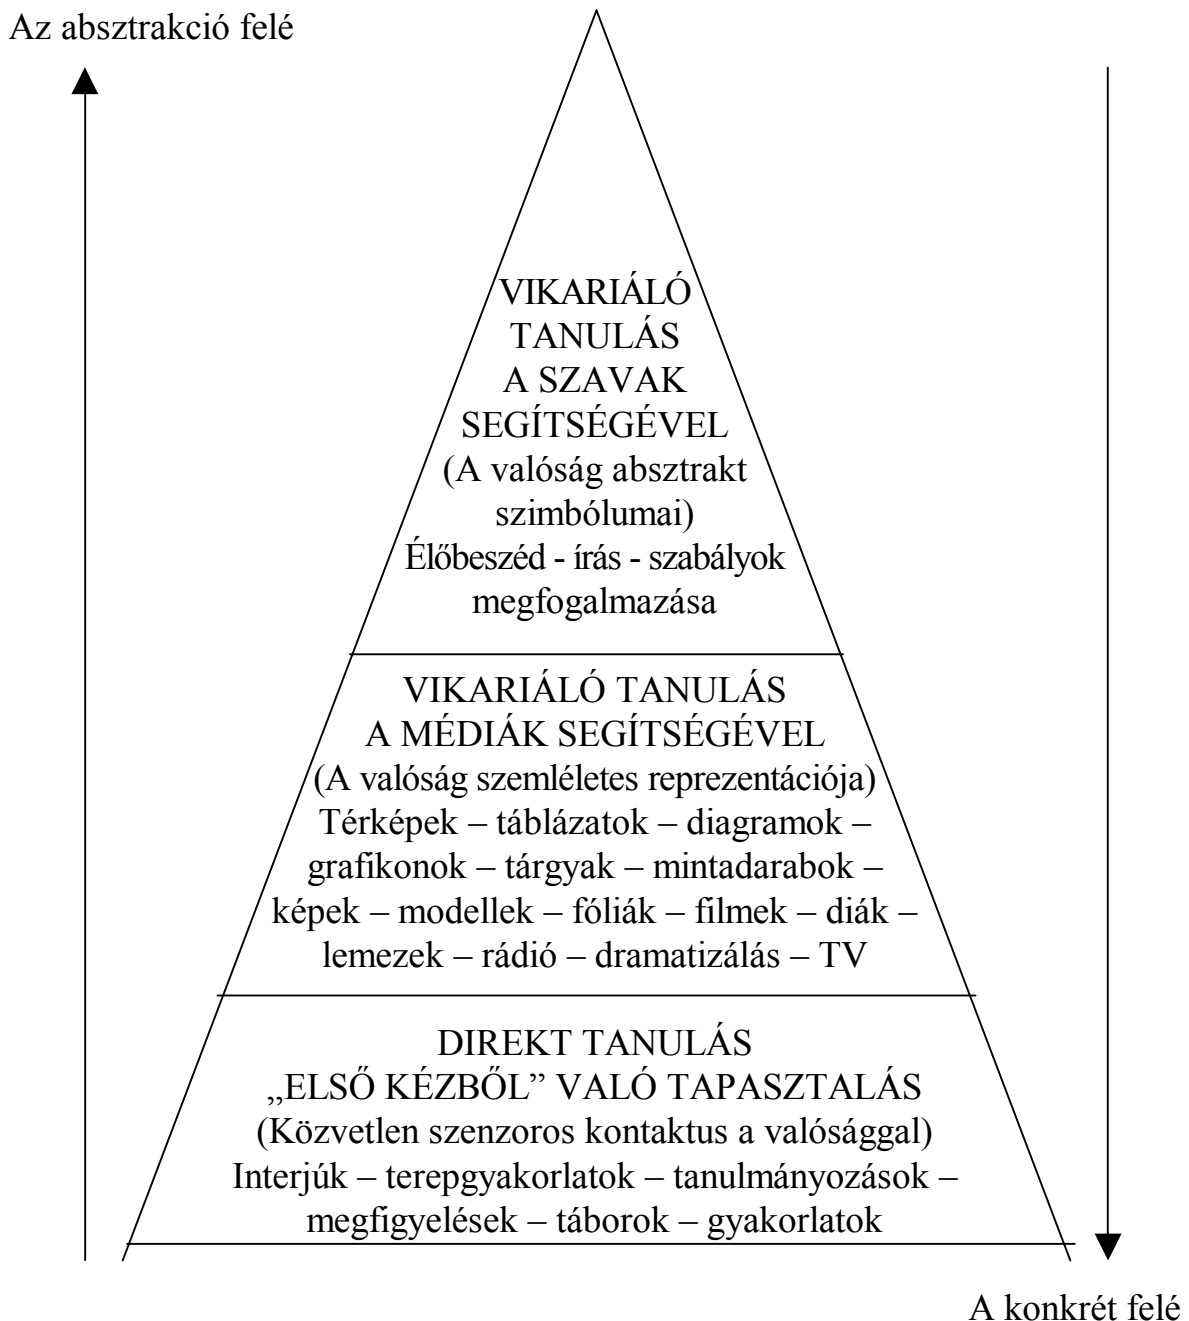 Az absztrakció felé
VIKARIÁLÓ
TANULÁS
A SZAVAK
SEGÍTSÉGÉVEL
(A valóság absztrakt
szimbólumai)
Élőbeszéd - írás - szabályok
megfogalmazása
VIKARIÁLÓ TANULÁS
A MÉDIÁK SEGÍTSÉGÉVEL
(A valóság szemléletes reprezentációja)
Térképek – táblázatok – diagramok –
grafikonok – tárgyak – mintadarabok –
képek – modellek – fóliák – filmek – diák –
lemezek – rádió – dramatizálás – TV
DIREKT TANULÁS
„ELSŐ KÉZBŐL” VALÓ TAPASZTALÁS
(Közvetlen szenzoros kontaktus a valósággal)
Interjúk – terepgyakorlatok – tanulmányozások –
megfigyelések – táborok – gyakorlatok
A konkrét felé